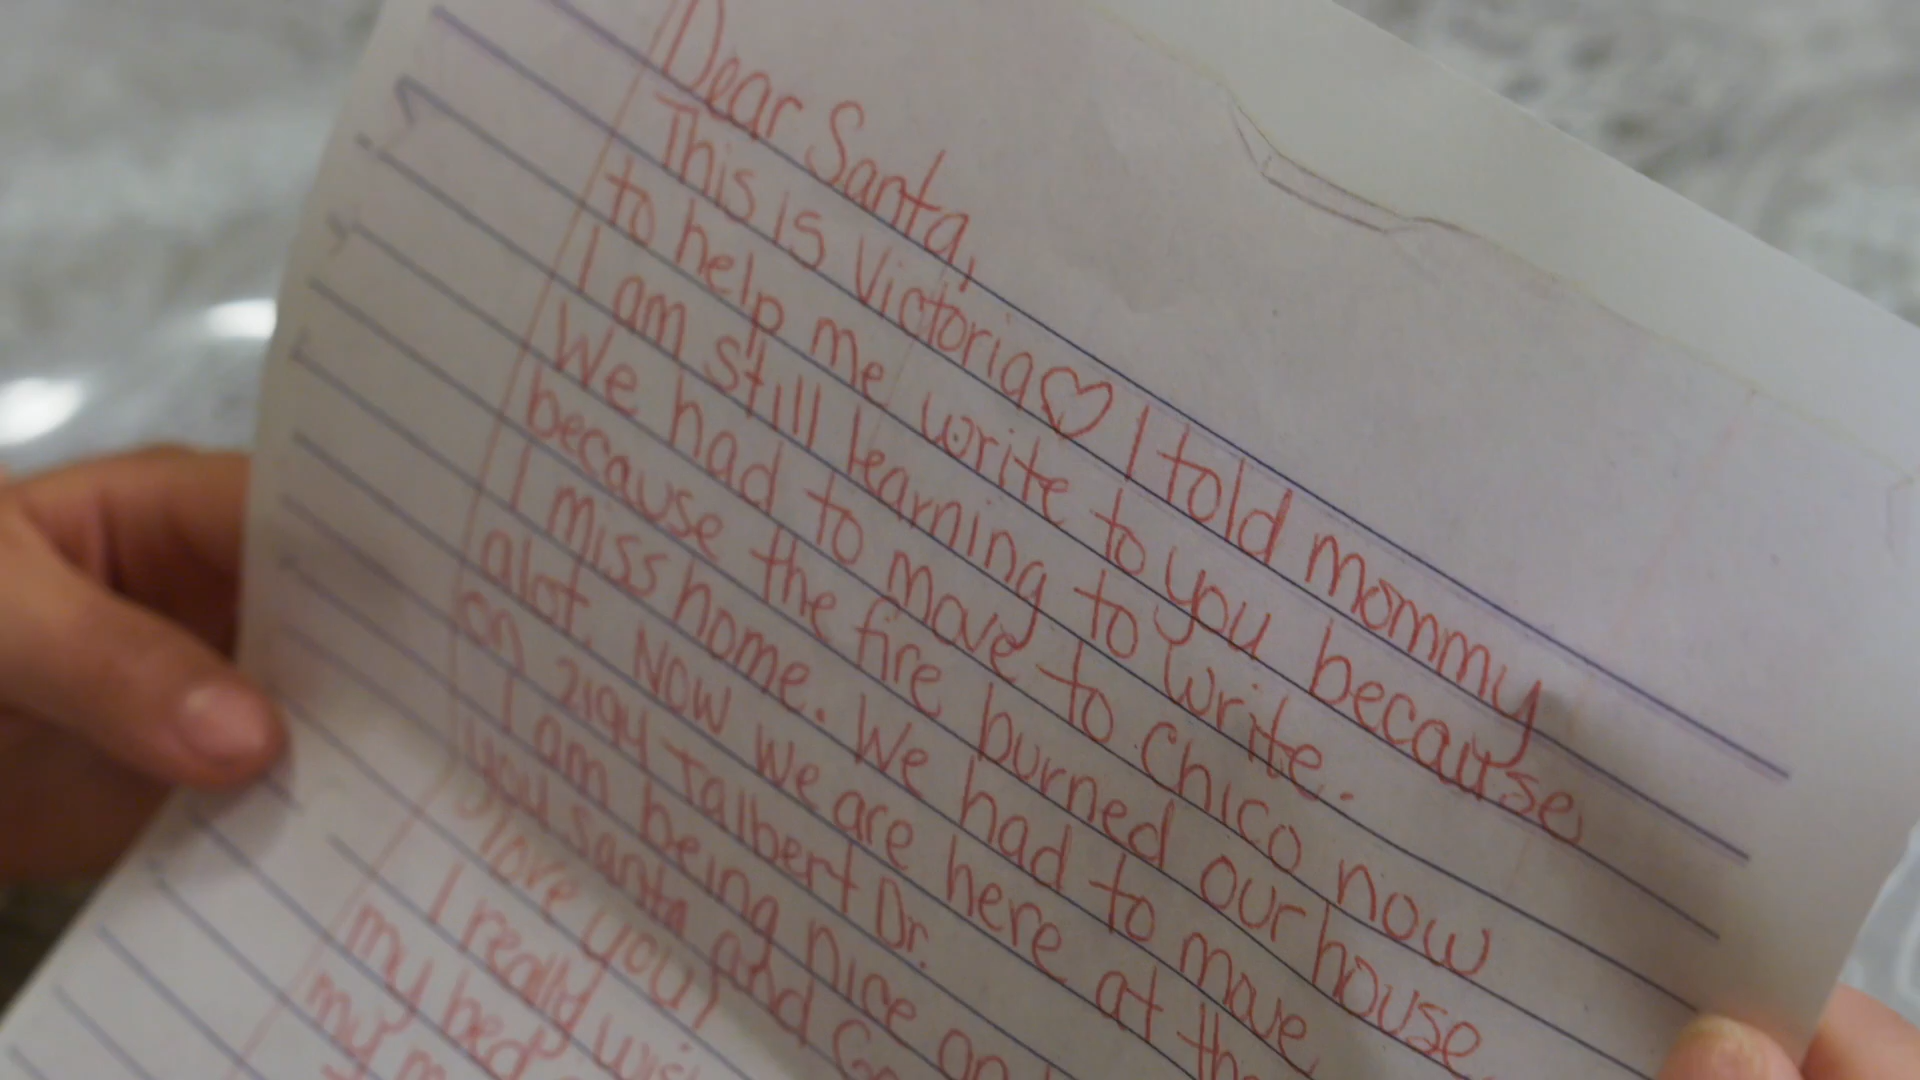 Dear Santa,
This is Victoria♡ I told mommy
to help me write to you because
I am still learning to write.
We had to move to chico now
because the fire burned our house
I miss home. We had to move
alot. Now we are here at the
on 2194 Talbert Dr.
I am being nice
you santa and
I love you!
I really
my bed
my